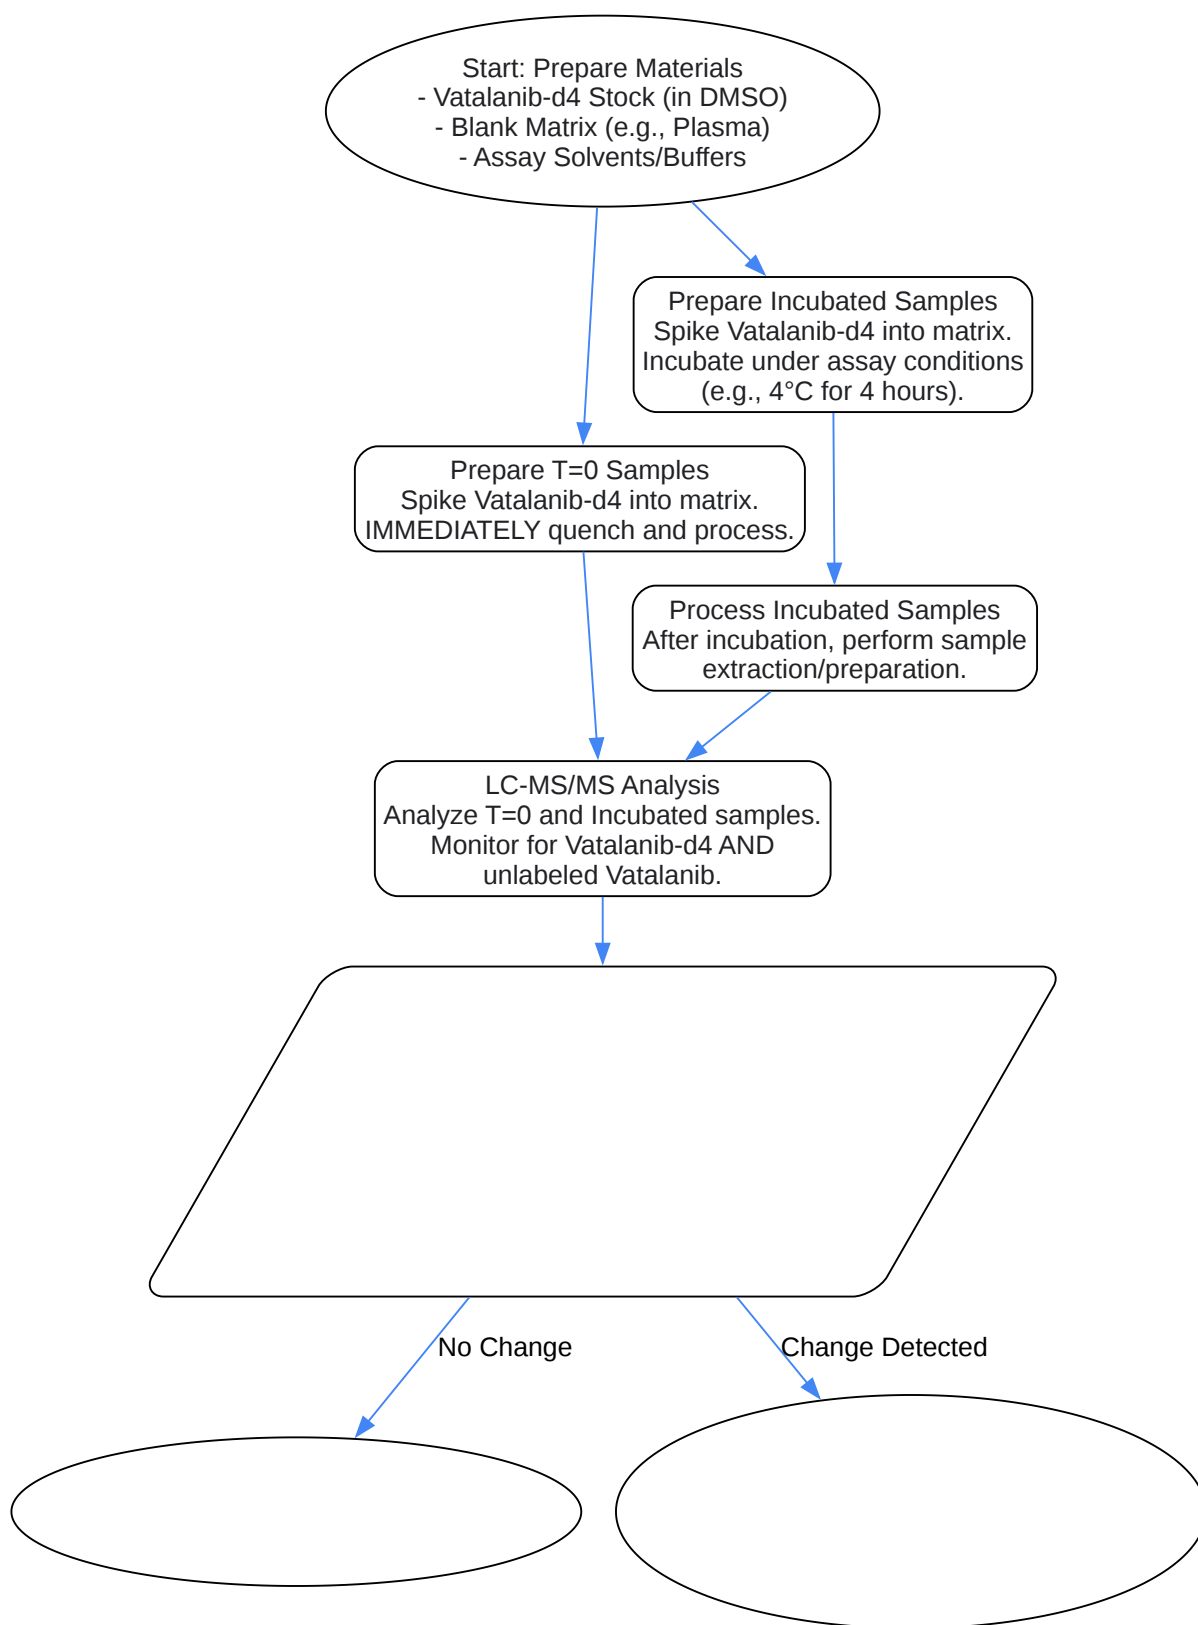 Start: Prepare Materials
- Vatalanib-d4 Stock (in DMSO)
- Blank Matrix (e.g., Plasma)
- Assay Solvents/Buffers
Prepare Incubated Samples
Spike Vatalanib-d4 into matrix.
Incubate under assay conditions
(e.g., 4°C for 4 hours).
Prepare T=0 Samples
Spike Vatalanib-d4 into matrix.
IMMEDIATELY quench and process.
Process Incubated Samples
After incubation, perform sample
extraction/preparation.
LC-MS/MS Analysis
Analyze T=0 and Incubated samples.
Monitor for Vatalanib-d4 AND
unlabeled Vatalanib.
No Change
Change Detected